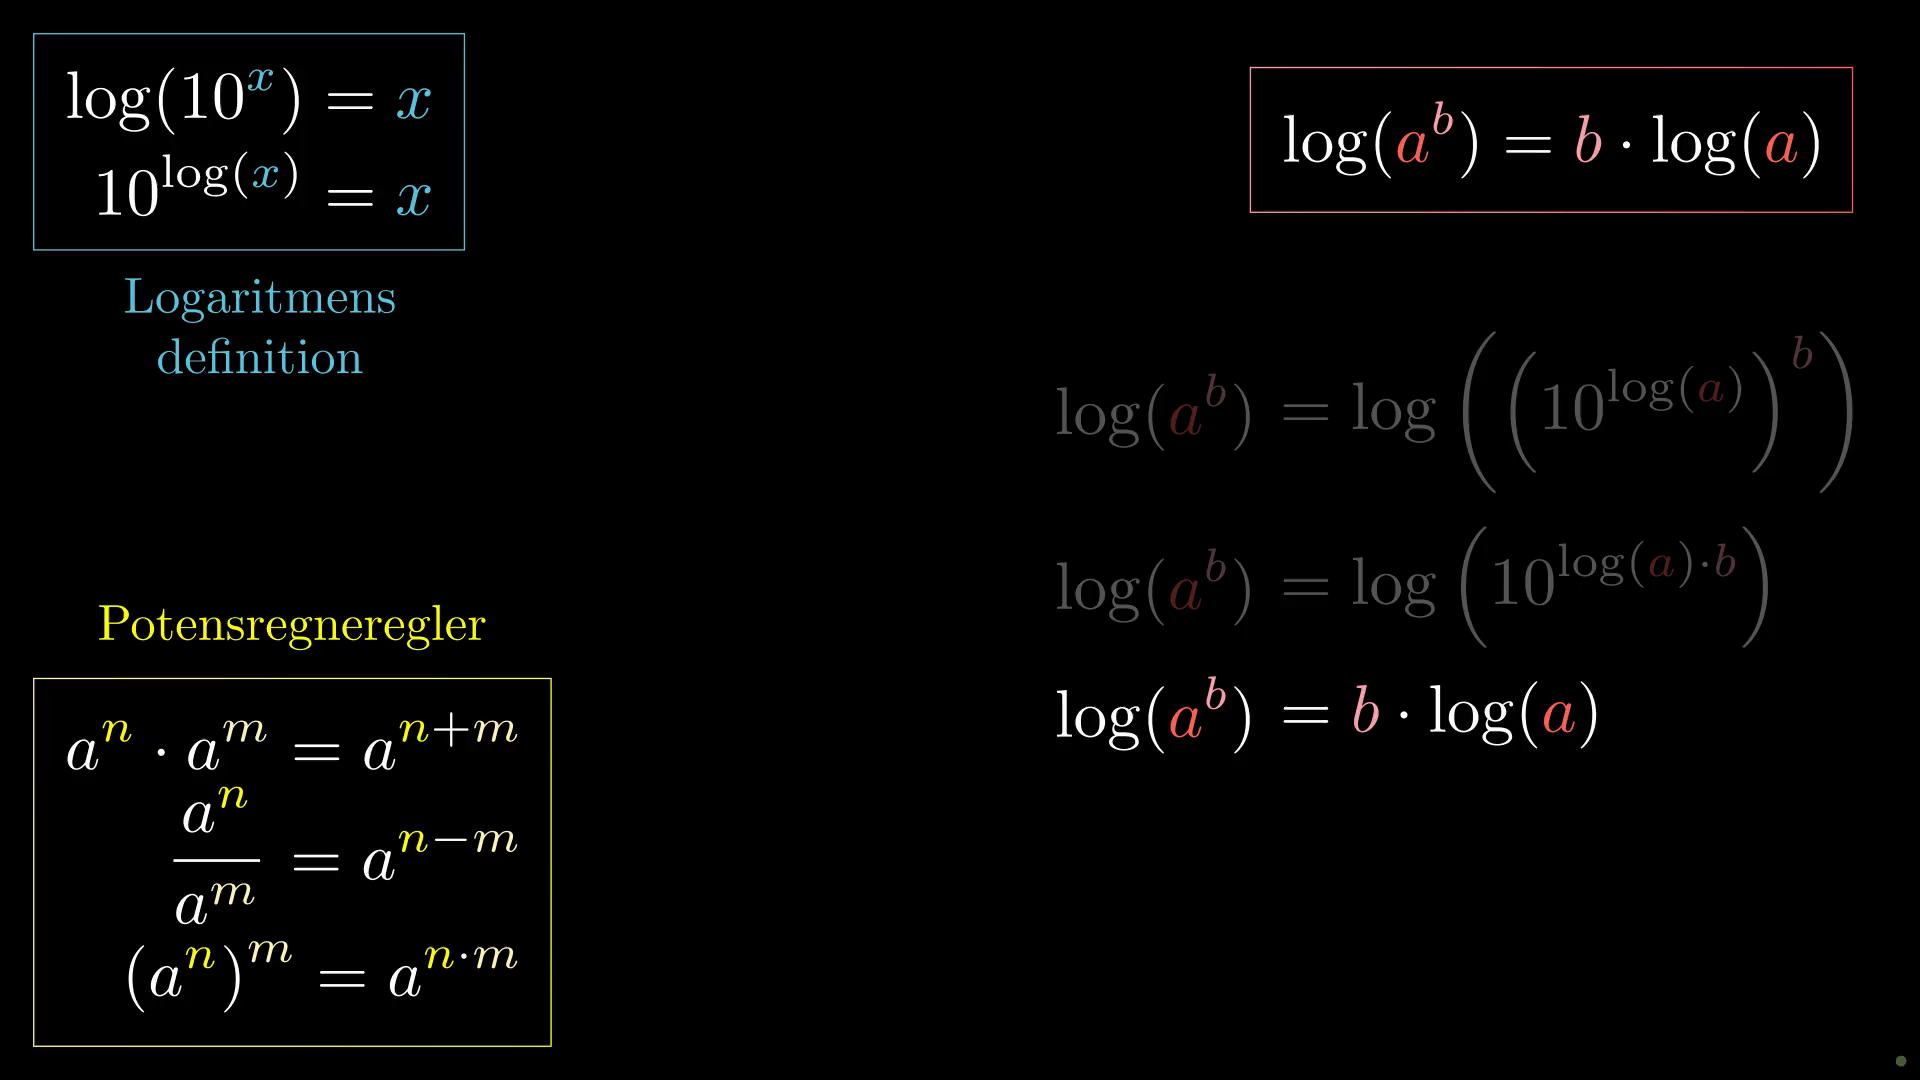 log(10^x) = x
10^log(x) = x
Logaritmens
definition
Potensregneregler
a^n · a^m = a^(n+m)
a^n / a^m = a^(n−m)
(a^n)^m = a^(n·m)
log(a^b) = b · log(a)
log(a^b) = log((10^log(a))^b)
log(a^b) = log(10^(log(a)·b))
log(a^b) = b · log(a)